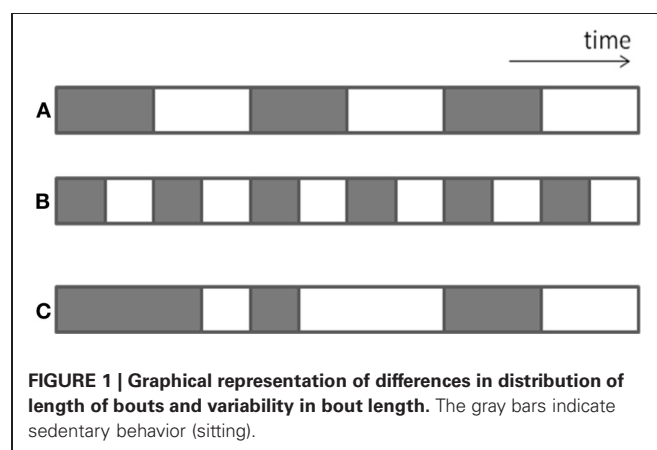 time
A
B
C
FIGURE 1 | Graphical representation of differences in distribution of
length of bouts and variability in bout length. The gray bars indicate
sedentary behavior (sitting).